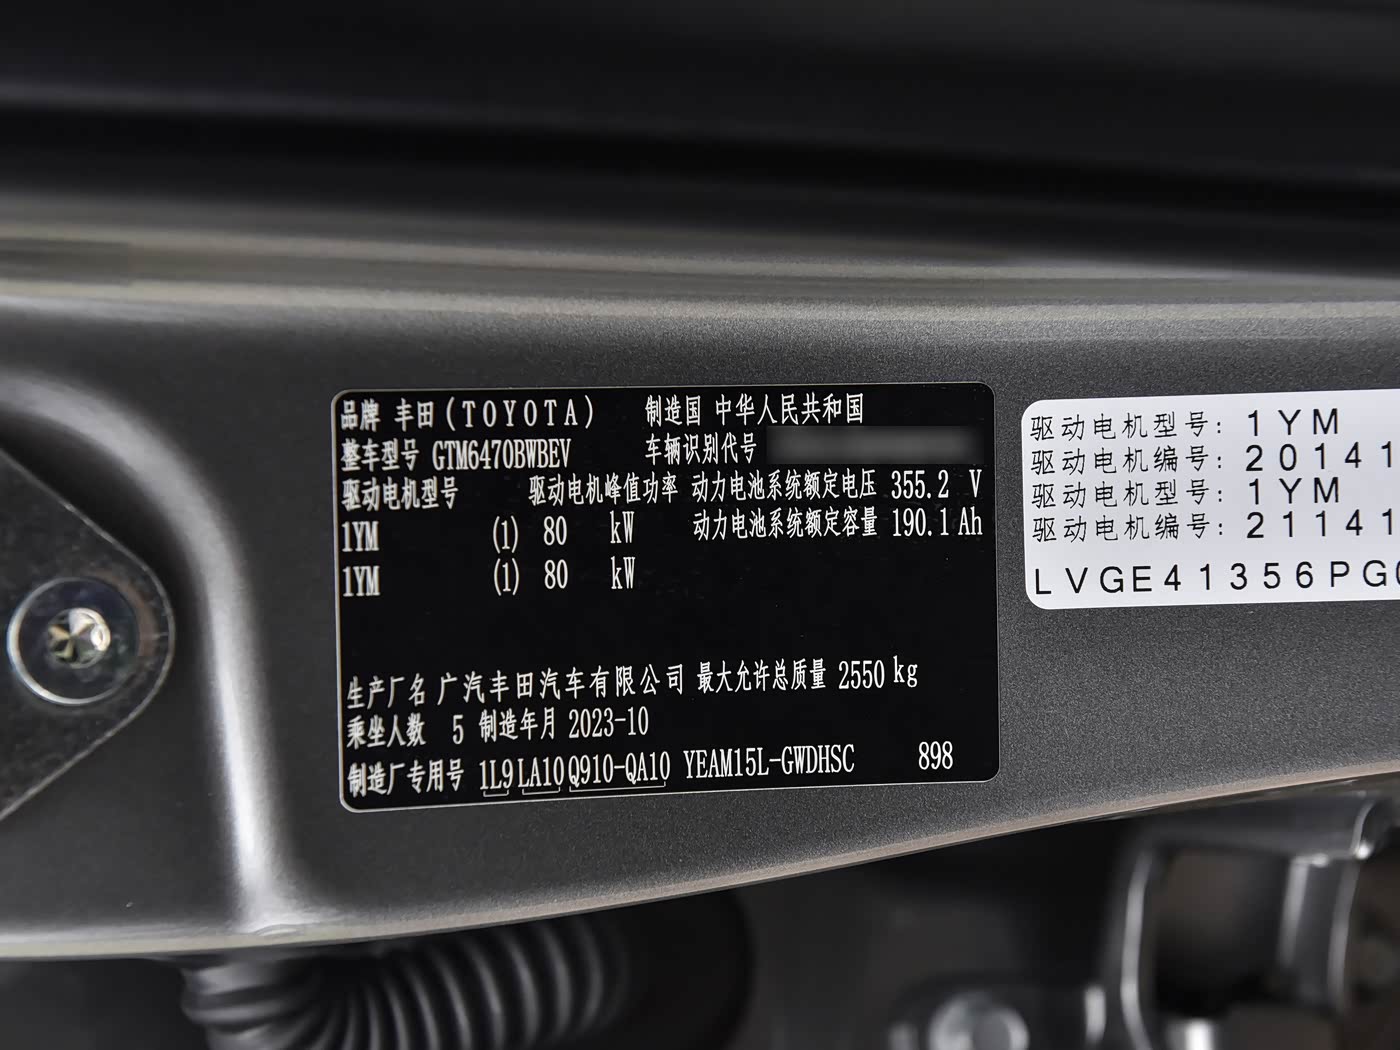 品牌 丰田(TOYOTA) 制造国 中华人民共和国
整车型号 GTM6470BWBEV 车辆识别代号
驱动电机型号 驱动电机峰值功率 动力电池系统额定电压 355.2 V
1YM (1) 80 kW 动力电池系统额定容量 190.1 Ah
1YM (1) 80 kW
生产厂名 广汽丰田汽车有限公司 最大允许总质量 2550 kg
乘坐人数 5 制造年月 2023-10
制造厂专用号 1L9 LA10 Q910-QA10 YEAM15L-GWDHSC 898
驱动电机型号: 1YM
驱动电机编号: 20141
驱动电机型号: 1YM
驱动电机编号: 21141
LVGE41356PG